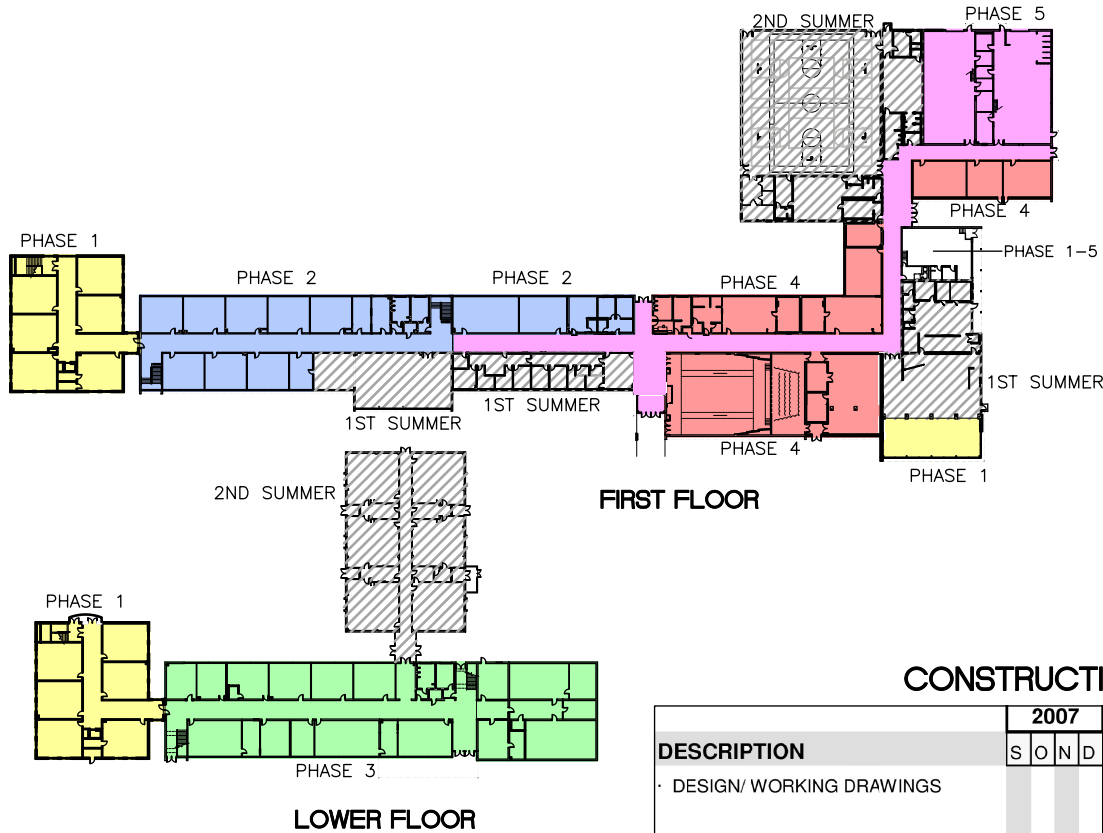 2ND SUMMER
PHASE 5
PHASE 4
PHASE 1
PHASE 1-5
PHASE 2
PHASE 2
PHASE 4
1ST SUMMER
1ST SUMMER
1ST SUMMER
PHASE 4
PHASE 1
FIRST FLOOR
2ND SUMMER
PHASE 1
PHASE 3
LOWER FLOOR
CONSTRUCTI
2007
DESCRIPTION S O N D
· DESIGN/ WORKING DRAWINGS